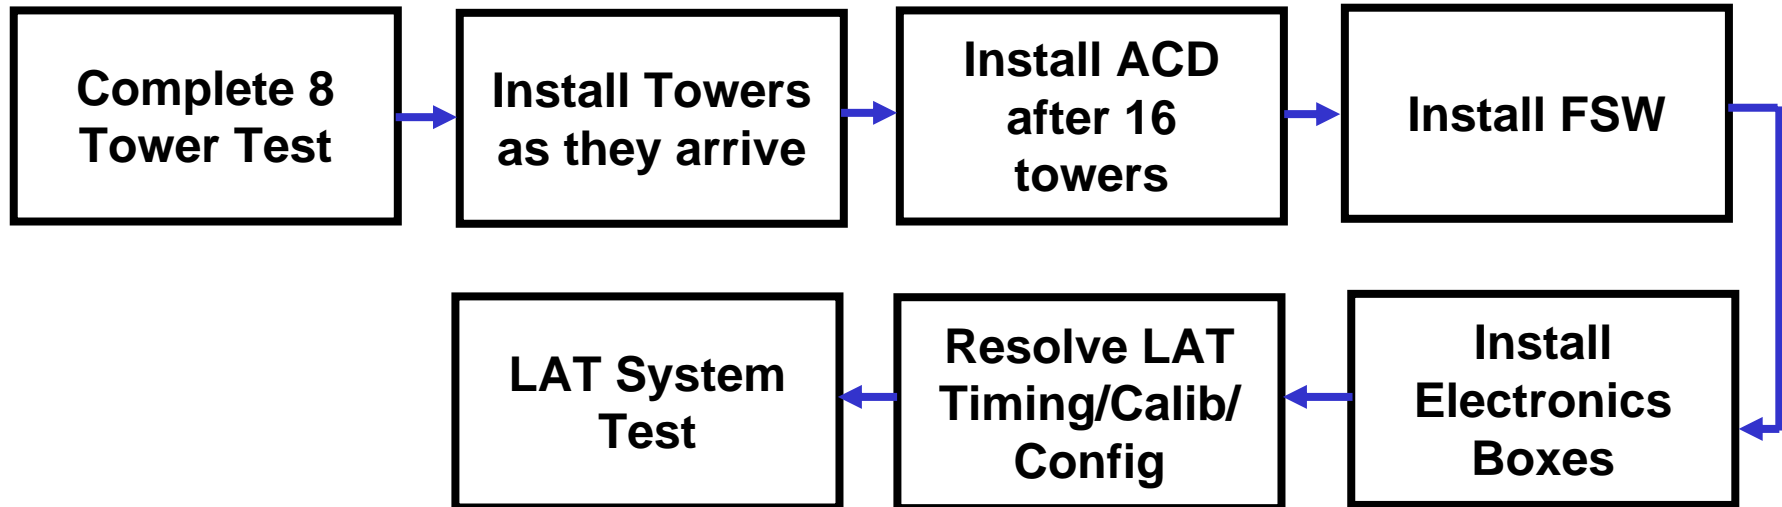 Complete 8
Tower Test
Install Towers
as they arrive
Install ACD
after 16
towers
Install FSW
Install
Electronics
Boxes
Resolve LAT
Timing/Calib/
Config
LAT System
Test